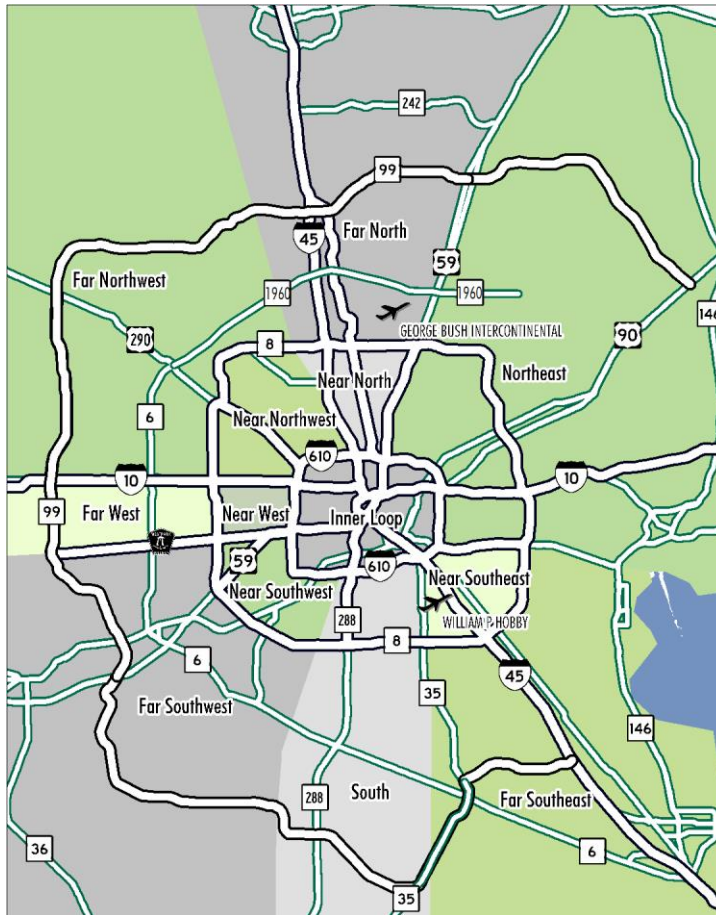 242
99
45
Far North
59
Far Northwest
1960
1960
146
GEORGE BUSH INTERCONTINENTAL
290
8
90
Near North
Northeast
6
Near Northwest
610
10
10
99
Far West
Near West
Inner Loop
59
610
Near Southeast
Near Southwest
288
WILLIAM P HOBBY
8
6
45
35
Far Southwest
146
288
South
Far Southeast
36
6
35